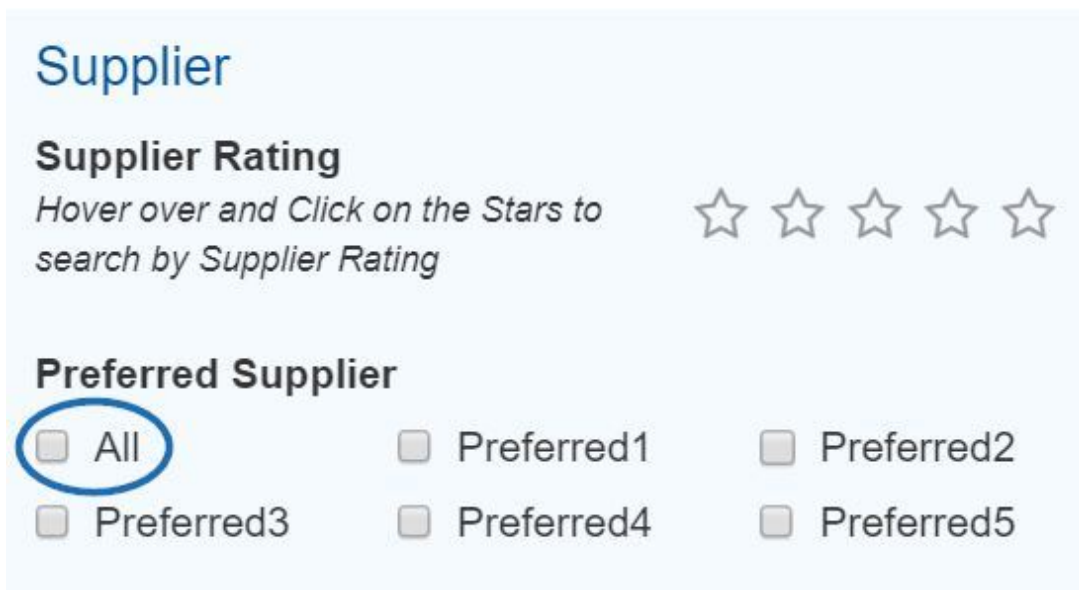 Supplier
Supplier Rating
Hover over and Click on the Stars to
search by Supplier Rating
Preferred Supplier
All Preferred1 Preferred2
Preferred3 Preferred4 Preferred5